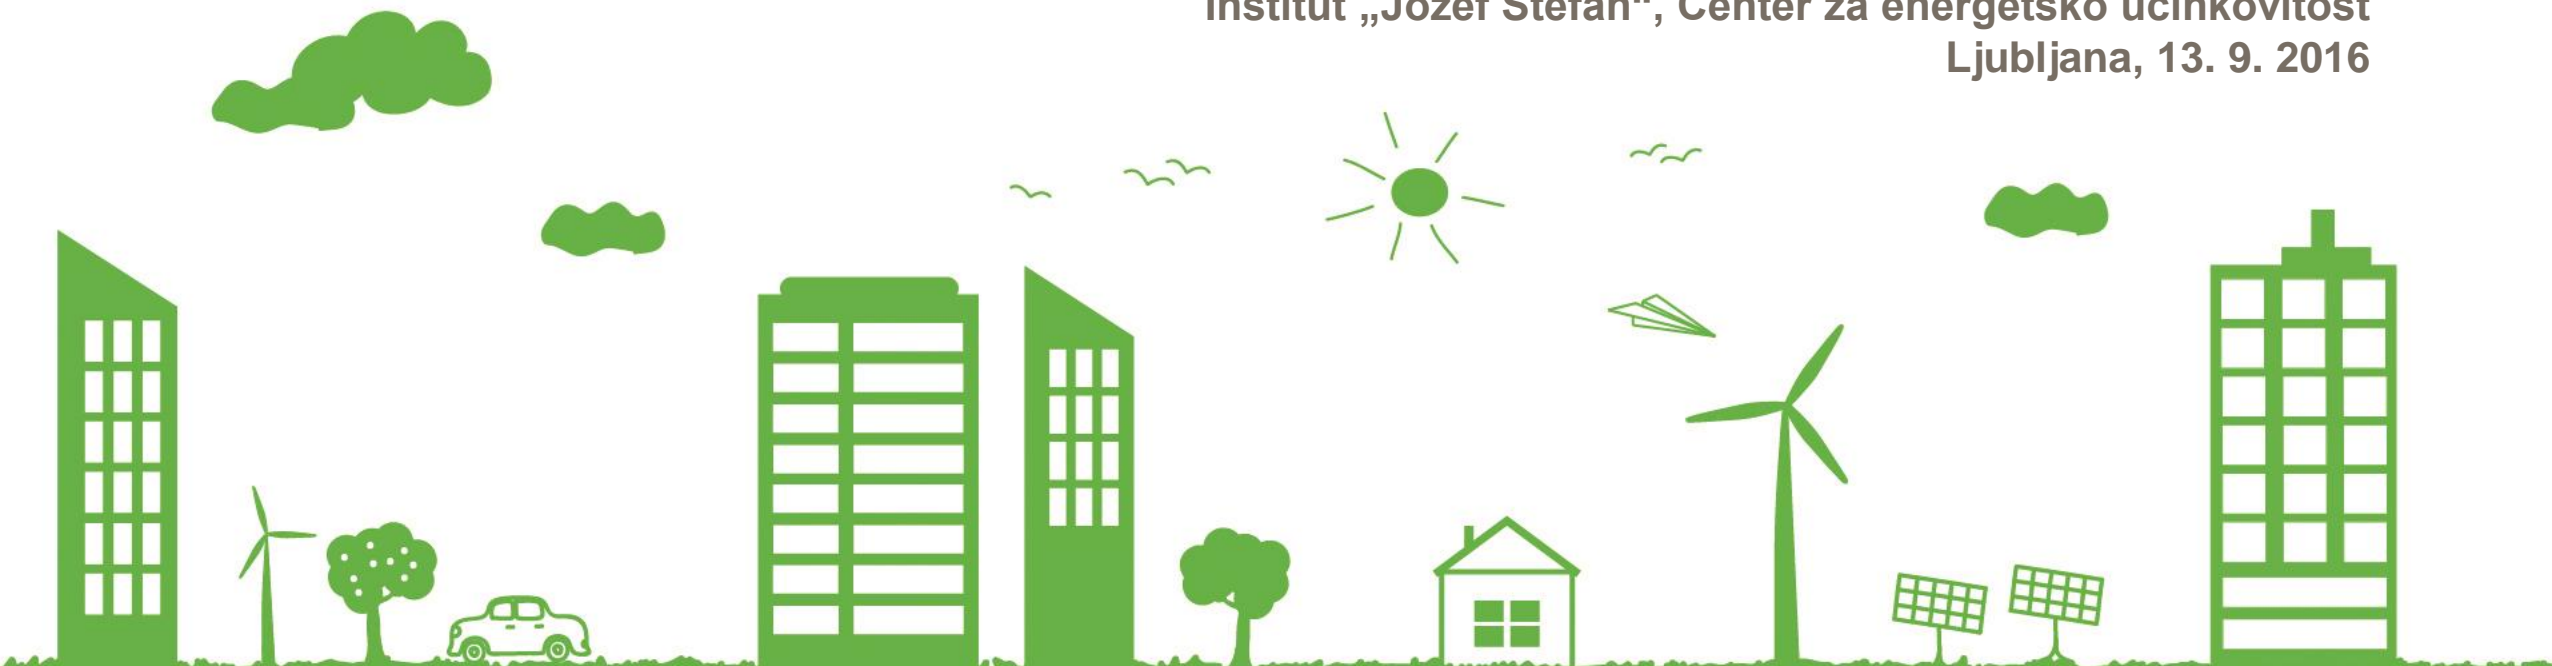 Institut „Jožef Stefan“, Center za energetsko učinkovitost
Ljubljana, 13. 9. 2016